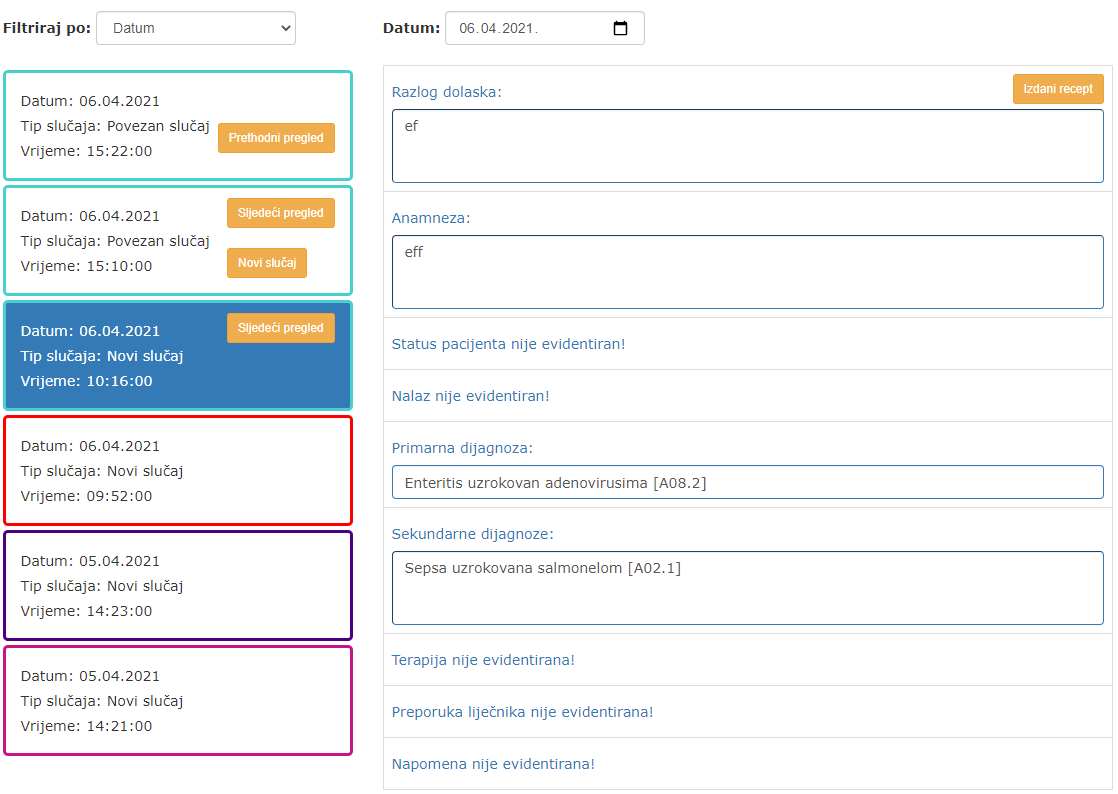 Filtriraj po: Datum
Datum: 06.04.2021.
Datum: 06.04.2021
Tip slučaja: Povezan slučaj
Vrijeme: 15:22:00
Prethodni pregled
Datum: 06.04.2021
Tip slučaja: Povezan slučaj
Vrijeme: 15:10:00
Sljedeći pregled
Novi slučaj
Datum: 06.04.2021
Tip slučaja: Novi slučaj
Vrijeme: 10:16:00
Sljedeći pregled
Datum: 06.04.2021
Tip slučaja: Novi slučaj
Vrijeme: 09:52:00
Datum: 05.04.2021
Tip slučaja: Novi slučaj
Vrijeme: 14:23:00
Datum: 05.04.2021
Tip slučaja: Novi slučaj
Vrijeme: 14:21:00
Razlog dolaska:
Izdani recept
ef
Anamneza:
eff
Status pacijenta nije evidentiran!
Nalaz nije evidentiran!
Primarna dijagnoza:
Enteritis uzrokovan adenovirusima [A08.2]
Sekundarne dijagnoze:
Sepsa uzrokovana salmonelom [A02.1]
Terapija nije evidentirana!
Preporuka liječnika nije evidentirana!
Napomena nije evidentirana!